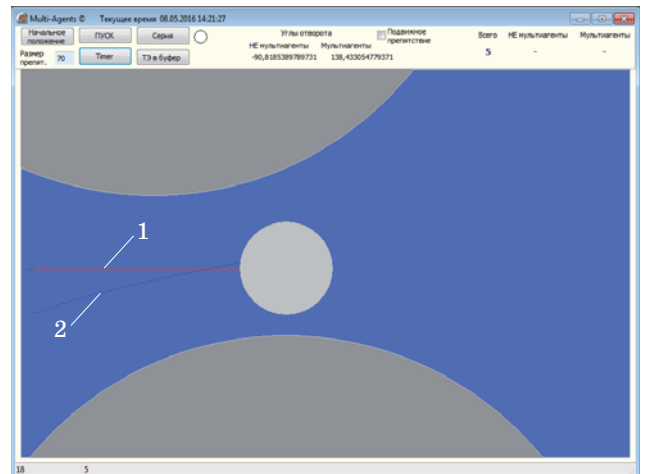 Multi-Agents © Текущее время 08.05.2016 14:21:27
Начальное положение
ПУСК
Серия
Углы отворота
Подвижное препятствие
Всего
НЕ мультиагенты
Мультиагенты
НЕ мультиагенты
Мультиагенты
5
-
-
Размер препят.
70
Timer
ТЭ в буфер
-90,8185389789731
138,433054779371
1
2
18
5